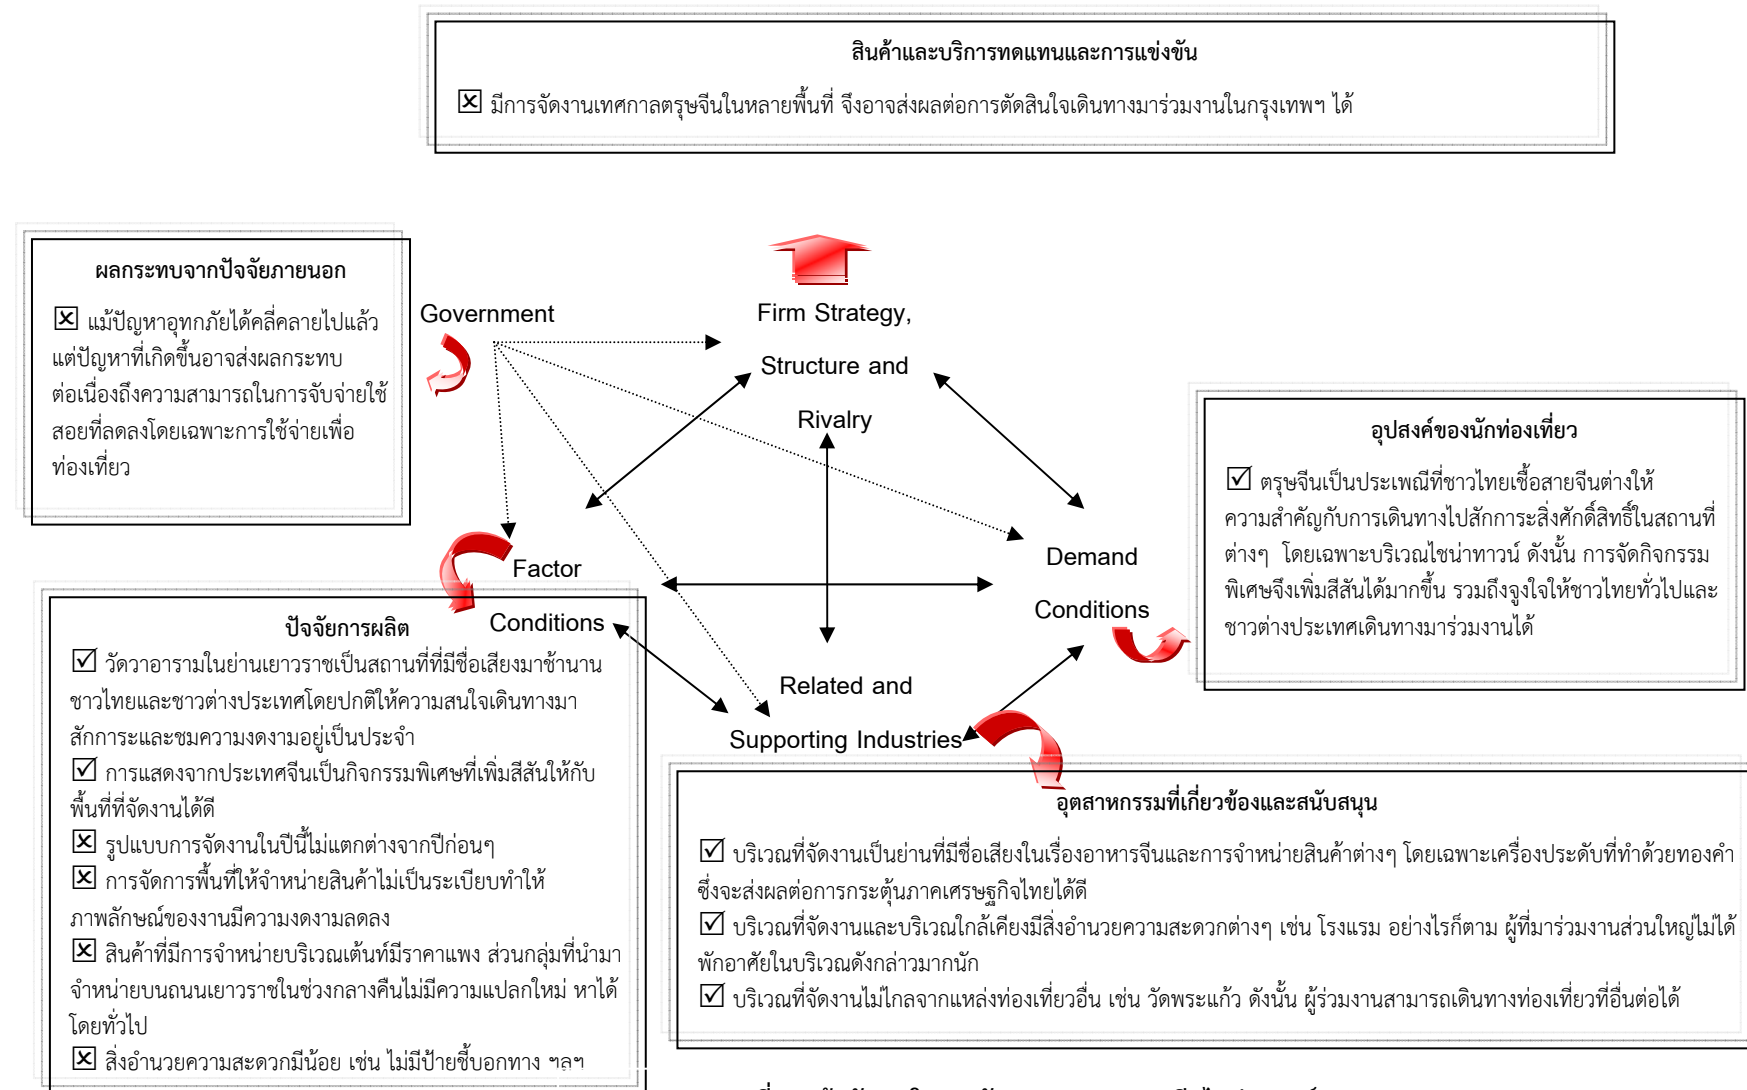 สินค้าและบริการทดแทนและการแข่งขัน
☒ มีการจัดงานเทศกาลตรุษจีนในหลายพื้นที่ จึงอาจส่งผลต่อการตัดสินใจเดินทางมาร่วมงานในกรุงเทพฯ ได้
ผลกระทบจากปัจจัยภายนอก
☒ แม้ปัญหาอุทกภัยได้คลี่คลายไปแล้ว
แต่ปัญหาที่เกิดขึ้นอาจส่งผลกระทบ
ต่อเนื่องถึงความสามารถในการจับจ่ายใช้
สอยที่ลดลงโดยเฉพาะการใช้จ่ายเพื่อ
ท่องเที่ยว
Government
Firm Strategy,
Structure and
Rivalry
อุปสงค์ของนักท่องเที่ยว
☑ ตรุษจีนเป็นประเพณีที่ชาวไทยเชื้อสายจีนต่างให้
ความสำคัญกับการเดินทางไปสักการะสิ่งศักดิ์สิทธิ์ในสถานที่
ต่างๆ โดยเฉพาะบริเวณไชน่าทาวน์ ดังนั้น การจัดกิจกรรม
พิเศษจึงเพิ่มสีสันได้มากขึ้น รวมถึงจูงใจให้ชาวไทยทั่วไปและ
ชาวต่างประเทศเดินทางมาร่วมงานได้
Factor
Conditions
Demand
Conditions
ปัจจัยการผลิต
☑ วัดวาอารามในย่านเยาวราชเป็นสถานที่ที่มีชื่อเสียงมาช้านาน
ชาวไทยและชาวต่างประเทศโดยปกติให้ความสนใจเดินทางมา
สักการะและชมความงดงามอยู่เป็นประจำ
☑ การแสดงจากประเทศจีนเป็นกิจกรรมพิเศษที่เพิ่มสีสันให้กับ
พื้นที่ที่จัดงานได้ดี
☒ รูปแบบการจัดงานในปีนี้ไม่แตกต่างจากปีก่อนๆ
☒ การจัดการพื้นที่ให้จำหน่ายสินค้าไม่เป็นระเบียบทำให้
ภาพลักษณ์ของงานมีความงดงามลดลง
☒ สินค้าที่มีการจำหน่ายบริเวณเต้นท์มีราคาแพง ส่วนกลุ่มที่นำมา
จำหน่ายบนถนนเยาวราชในช่วงกลางคืนไม่มีความแปลกใหม่ หาได้
โดยทั่วไป
☒ สิ่งอำนวยความสะดวกมีน้อย เช่น ไม่มีป้ายชี้บอกทาง ฯลฯ
Related and
Supporting Industries
อุตสาหกรรมที่เกี่ยวข้องและสนับสนุน
☑ บริเวณที่จัดงานเป็นย่านที่มีชื่อเสียงในเรื่องอาหารจีนและการจำหน่ายสินค้าต่างๆ โดยเฉพาะเครื่องประดับที่ทำด้วยทองคำ
ซึ่งจะส่งผลต่อการกระตุ้นภาคเศรษฐกิจไทยได้ดี
☑ บริเวณที่จัดงานและบริเวณใกล้เคียงมีสิ่งอำนวยความสะดวกต่างๆ เช่น โรงแรม อย่างไรก็ตาม ผู้ที่มาร่วมงานส่วนใหญ่ไม่ได้
พักอาศัยในบริเวณดังกล่าวมากนัก
☑ บริเวณที่จัดงานไม่ไกลจากแหล่งท่องเที่ยวอื่น เช่น วัดพระแก้ว ดังนั้น ผู้ร่วมงานสามารถเดินทางท่องเที่ยวที่อื่นต่อได้